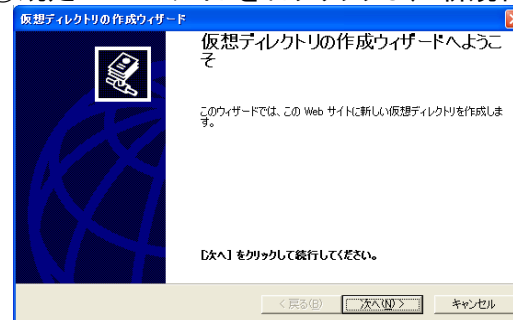 仮想ディレクトリの作成ウィザード
仮想ディレクトリの作成ウィザードへようこ
そ
このウィザードでは、この Web サイトに新しい仮想ディレクトリを作成しま
す。
[次へ] をクリックして続行してください。
< 戻る(B)
次へ(N) >
キャンセル